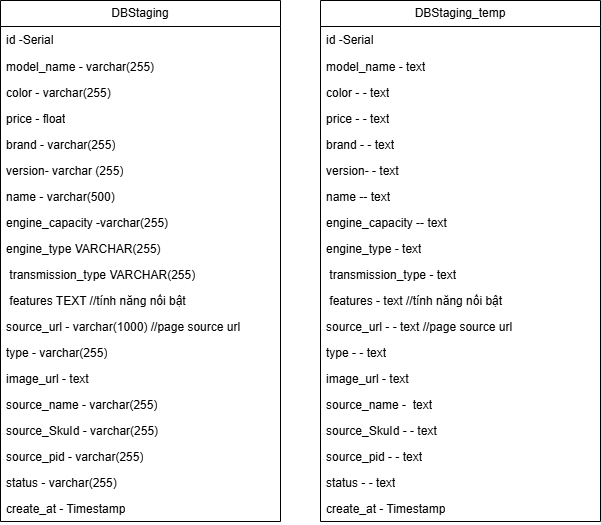 DBStaging
id -Serial
model_name - varchar(255)
color - varchar(255)
price - float
brand - varchar(255)
version- varchar (255)
name - varchar(500)
engine_capacity -varchar(255)
engine_type VARCHAR(255)
transmission_type VARCHAR(255)
features TEXT //tính năng nổi bật
source_url - varchar(1000) //page source url
type - varchar(255)
image_url - text
source_name - varchar(255)
source_SkuId - varchar(255)
source_pid - varchar(255)
status - varchar(255)
create_at - Timestamp
DBStaging_temp
id -Serial
model_name - text
color - - text
price - - text
brand - - text
version- - text
name -- text
engine_capacity -- text
engine_type - text
transmission_type - text
features - text //tính năng nổi bật
source_url - - text //page source url
type - - text
image_url - text
source_name -  text
source_SkuId - - text
source_pid - - text
status - - text
create_at - Timestamp